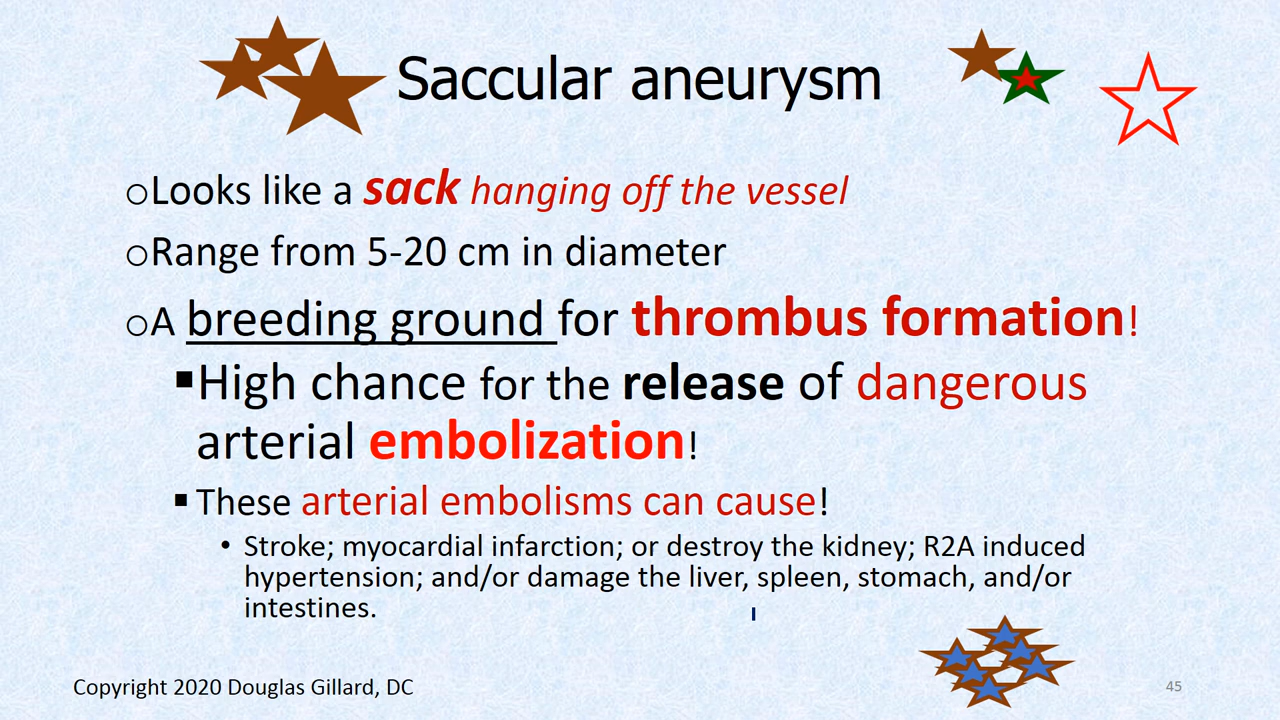 Saccular aneurysm
oLooks like a sack hanging off the vessel
oRange from 5-20 cm in diameter
oA breeding ground for thrombus formation!
▪High chance for the release of dangerous
arterial embolization!
▪ These arterial embolisms can cause!
• Stroke; myocardial infarction; or destroy the kidney; R2A induced
hypertension; and/or damage the liver, spleen, stomach, and/or
intestines.
Copyright 2020 Douglas Gillard, DC
45